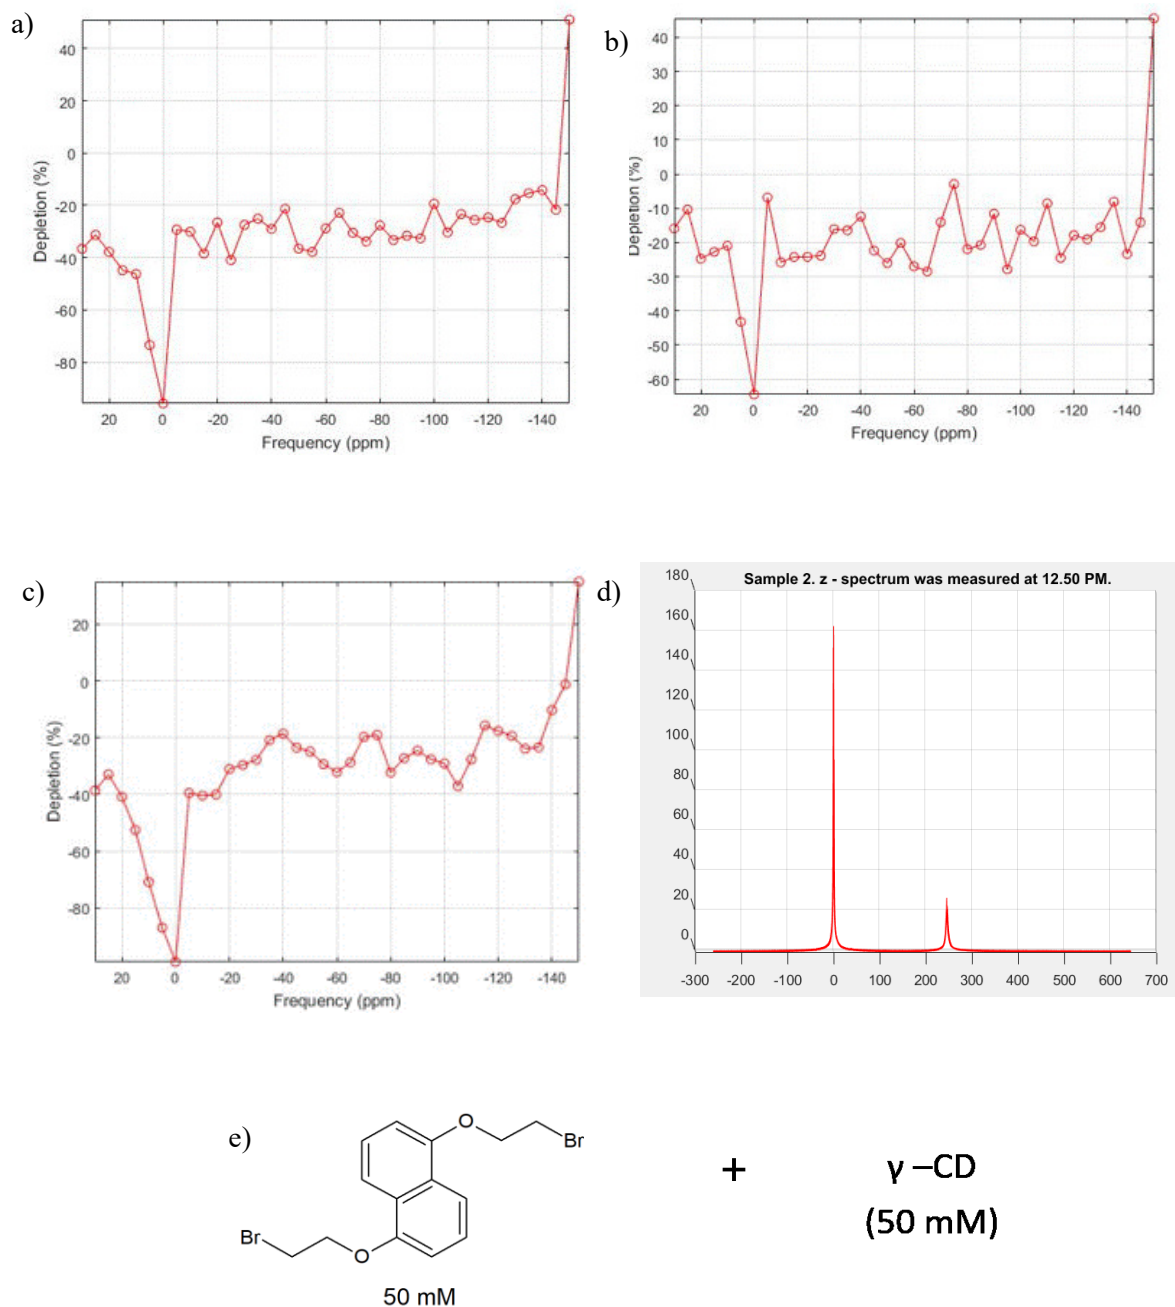 a)
40
20
0
-20
-40
-60
-80
Depletion (%)
20 0 -20 -40 -60 -80 -100 -120 -140
Frequency (ppm)
b)
40
30
20
10
0
-10
-20
-30
-40
-50
-60
Depletion (%)
20 0 -20 -40 -60 -80 -100 -120 -140
Frequency (ppm)
c)
20
0
-20
-40
-60
-80
Depletion (%)
20 0 -20 -40 -60 -80 -100 -120 -140
Frequency (ppm)
d)
Sample 2. z - spectrum was measured at 12.50 PM.
180
160
140
120
100
80
60
40
20
0
-300 -200 -100 0 100 200 300 400 500 600 700
e)
O
Br
Br
O
50 mM
+
γ –CD
(50 mM)